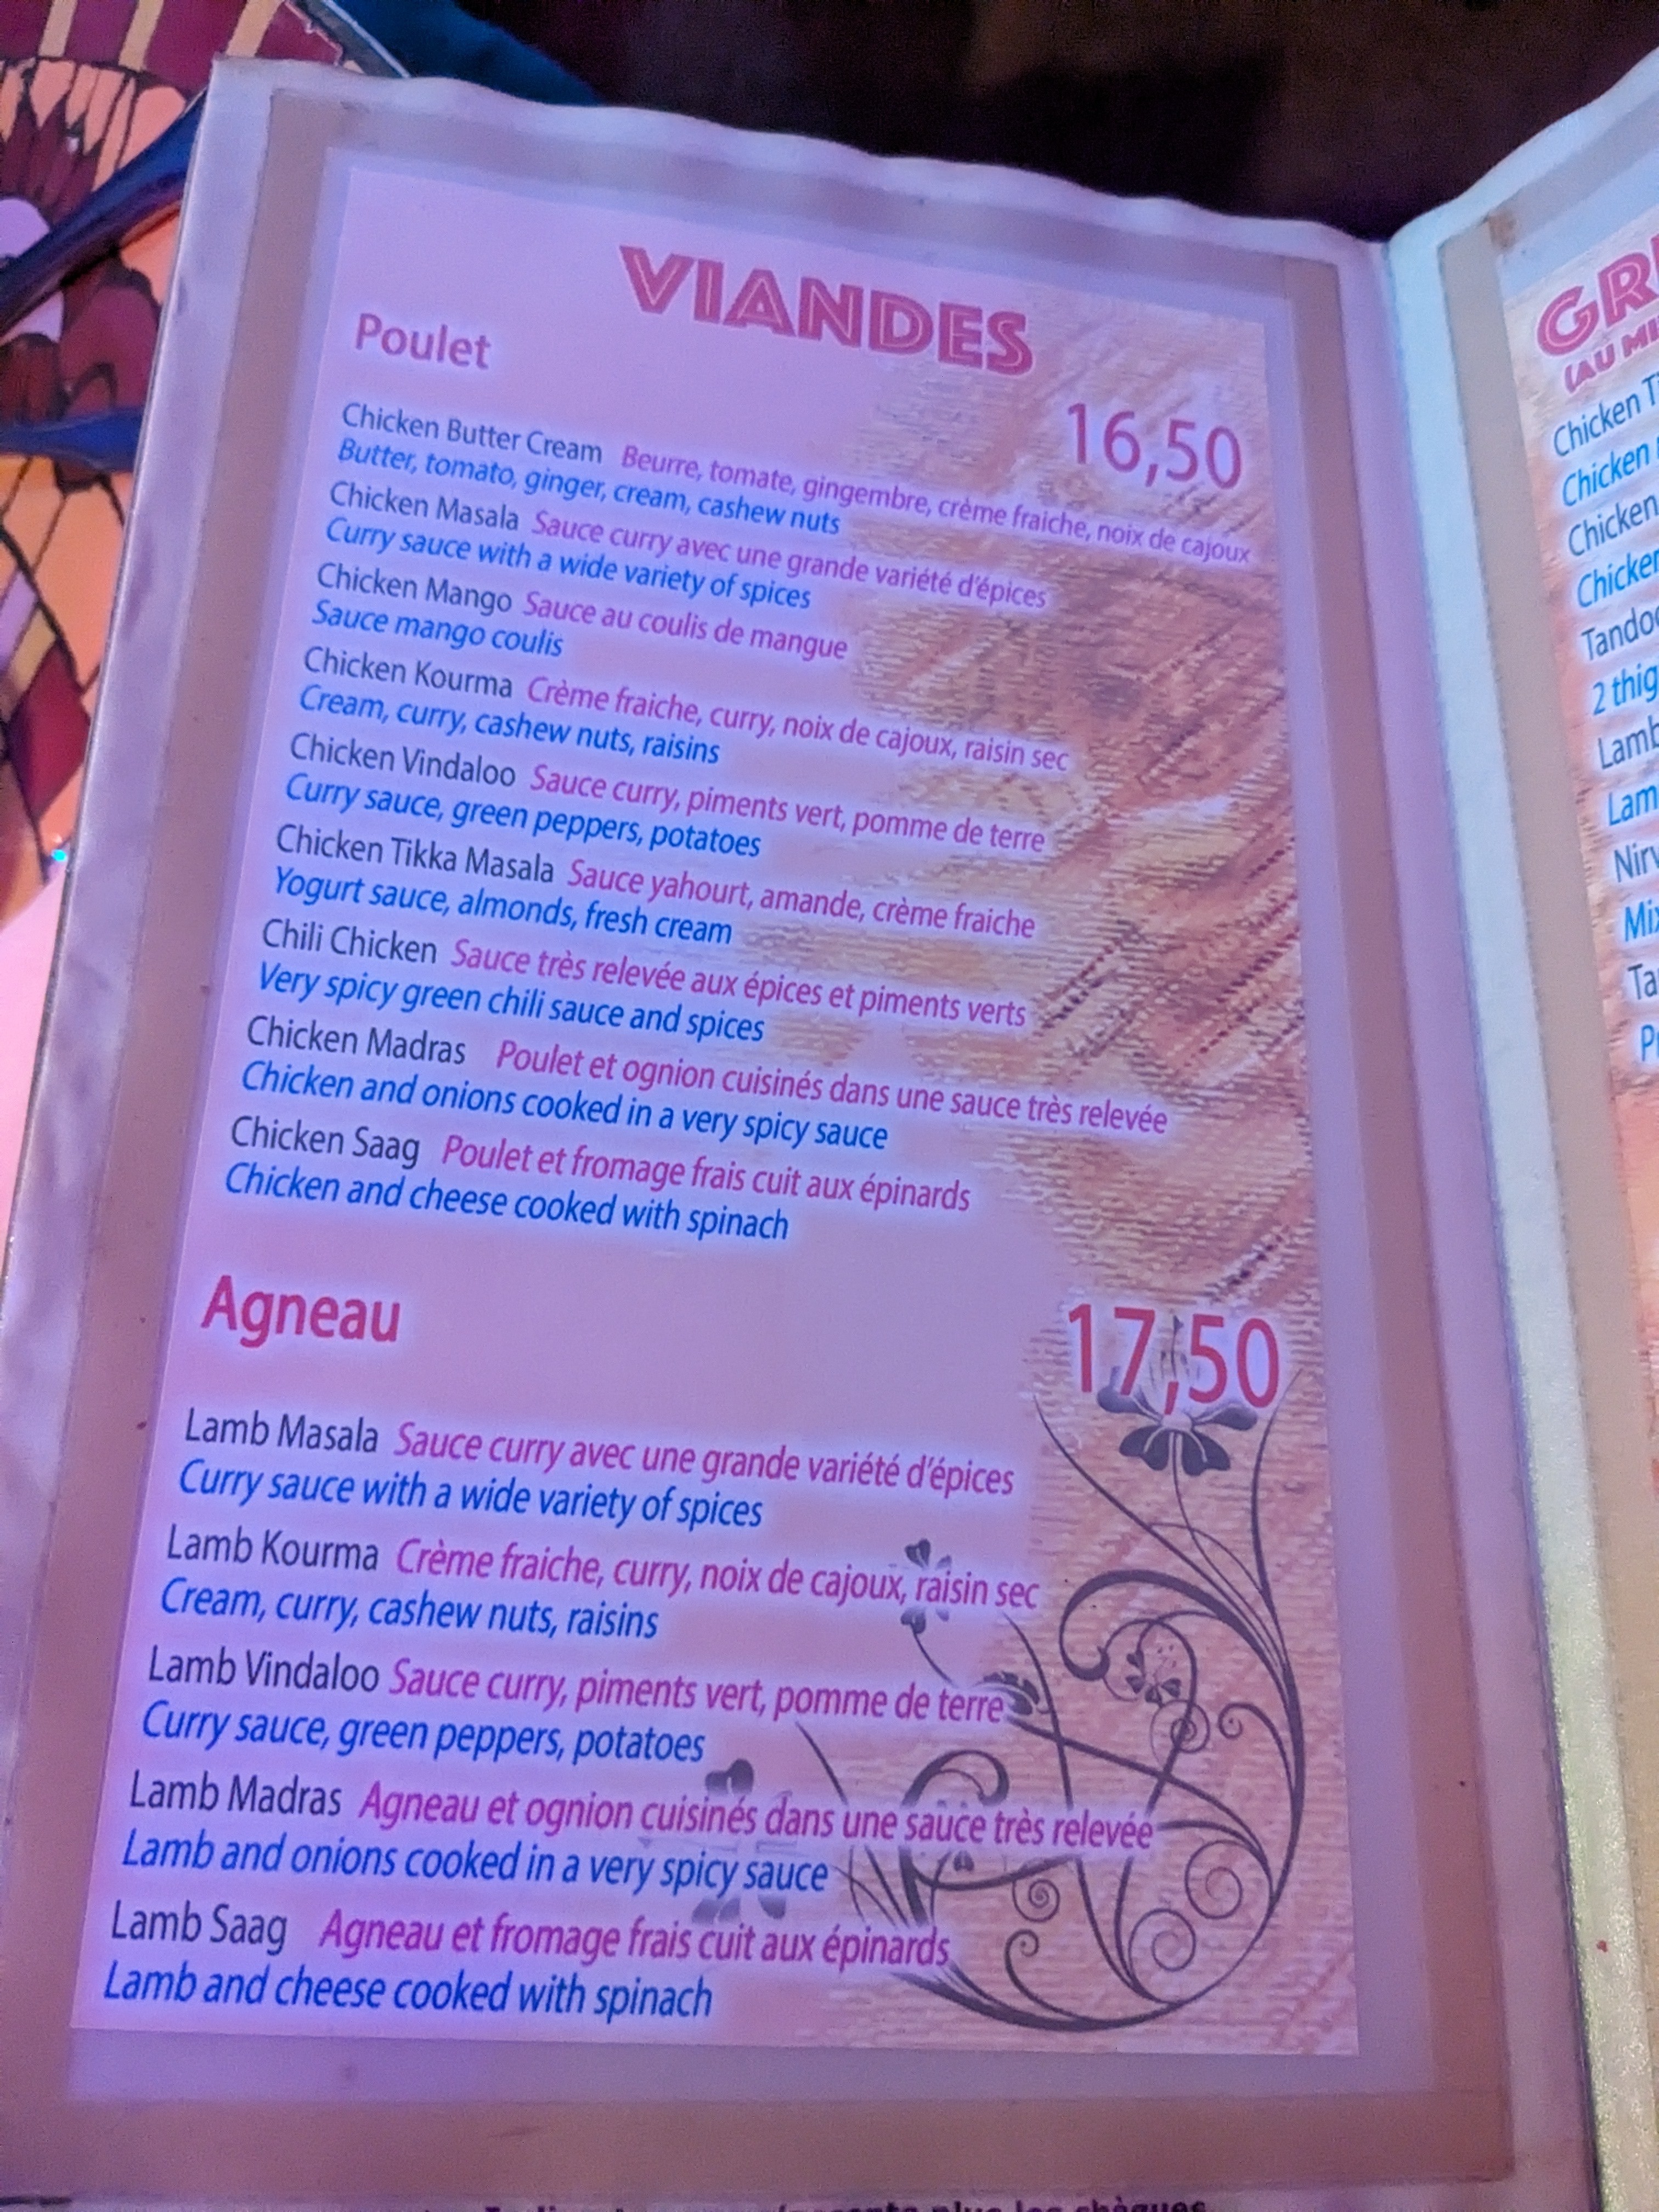 VIANDES
Poulet
16,50
Chicken Butter Cream Beurre, tomate, gingembre, crème fraiche, noix de cajoux
Butter, tomato, ginger, cream, cashew nuts
Chicken Masala Sauce curry avec une grande variété d'épices
Curry sauce with a wide variety of spices
Chicken Mango Sauce au coulis de mangue
Sauce mango coulis
Chicken Kourma Crème fraiche, curry, noix de cajoux, raisin sec
Cream, curry, cashew nuts, raisins
Chicken Vindaloo Sauce curry, piments vert, pomme de terre
Curry sauce, green peppers, potatoes
Chicken Tikka Masala Sauce yahourt, amande, crème fraiche
Yogurt sauce, almonds, fresh cream
Chili Chicken Sauce très relevée aux épices et piments verts
Very spicy green chili sauce and spices
Chicken Madras Poulet et ognion cuisinés dans une sauce très relevée
Chicken and onions cooked in a very spicy sauce
Chicken Saag Poulet et fromage frais cuit aux épinards
Chicken and cheese cooked with spinach
Agneau
17,50
Lamb Masala Sauce curry avec une grande variété d'épices
Curry sauce with a wide variety of spices
Lamb Kourma Crème fraiche, curry, noix de cajoux, raisin sec
Cream, curry, cashew nuts, raisins
Lamb Vindaloo Sauce curry, piments vert, pomme de terre
Curry sauce, green peppers, potatoes
Lamb Madras Agneau et ognion cuisinés dans une sauce très relevée
Lamb and onions cooked in a very spicy sauce
Lamb Saag Agneau et fromage frais cuit aux épinards
Lamb and cheese cooked with spinach
plus les chèques
(AU
Chicken
Chicken
Chicken
2